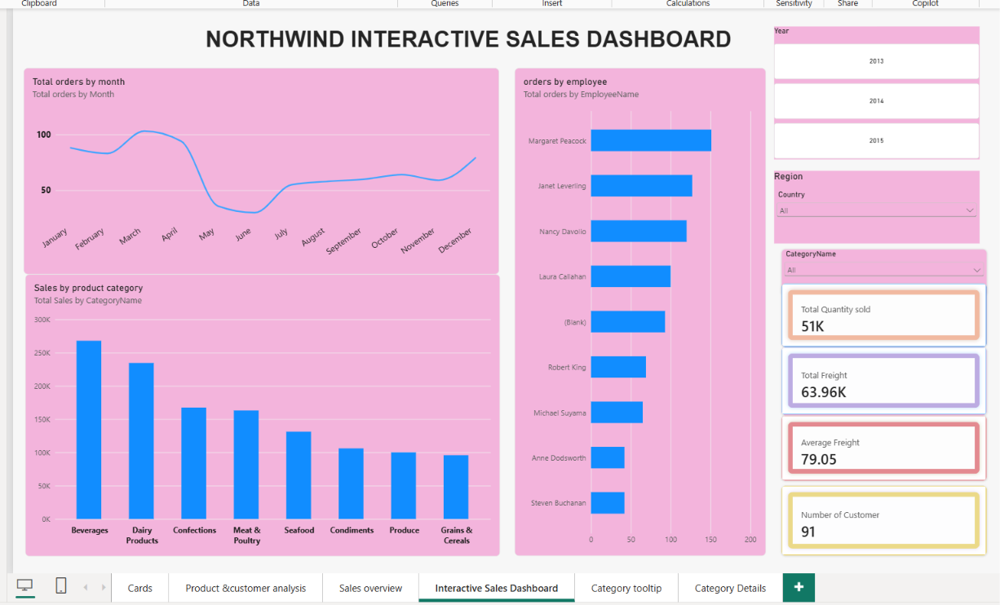 Clipboard
Data
Queries
Insert
Calculations
Sensitivity
Share
Copilot
NORTHWIND INTERACTIVE SALES DASHBOARD
Total orders by month
Total orders by Month
100
50
January
February
March
April
May
June
July
August
September
October
November
December
Sales by product category
Total Sales by CategoryName
300K
250K
200K
150K
100K
50K
0K
Beverages
Dairy
Products
Confections
Meat &
Poultry
Seafood
Condiments
Produce
Grains &
Cereals
orders by employee
Total orders by EmployeeName
Margaret Peacock
Janet Leverling
Nancy Davolio
Laura Callahan
(Blank)
Robert King
Michael Suyama
Anne Dodsworth
Steven Buchanan
0
50
100
150
200
Year
2013
2014
2015
Region
Country
All
CategoryName
All
Total Quantity sold
51K
Total Freight
63.96K
Average Freight
79.05
Number of Customer
91
Cards
Product &customer analysis
Sales overview
Interactive Sales Dashboard
Category tooltip
Category Details
+